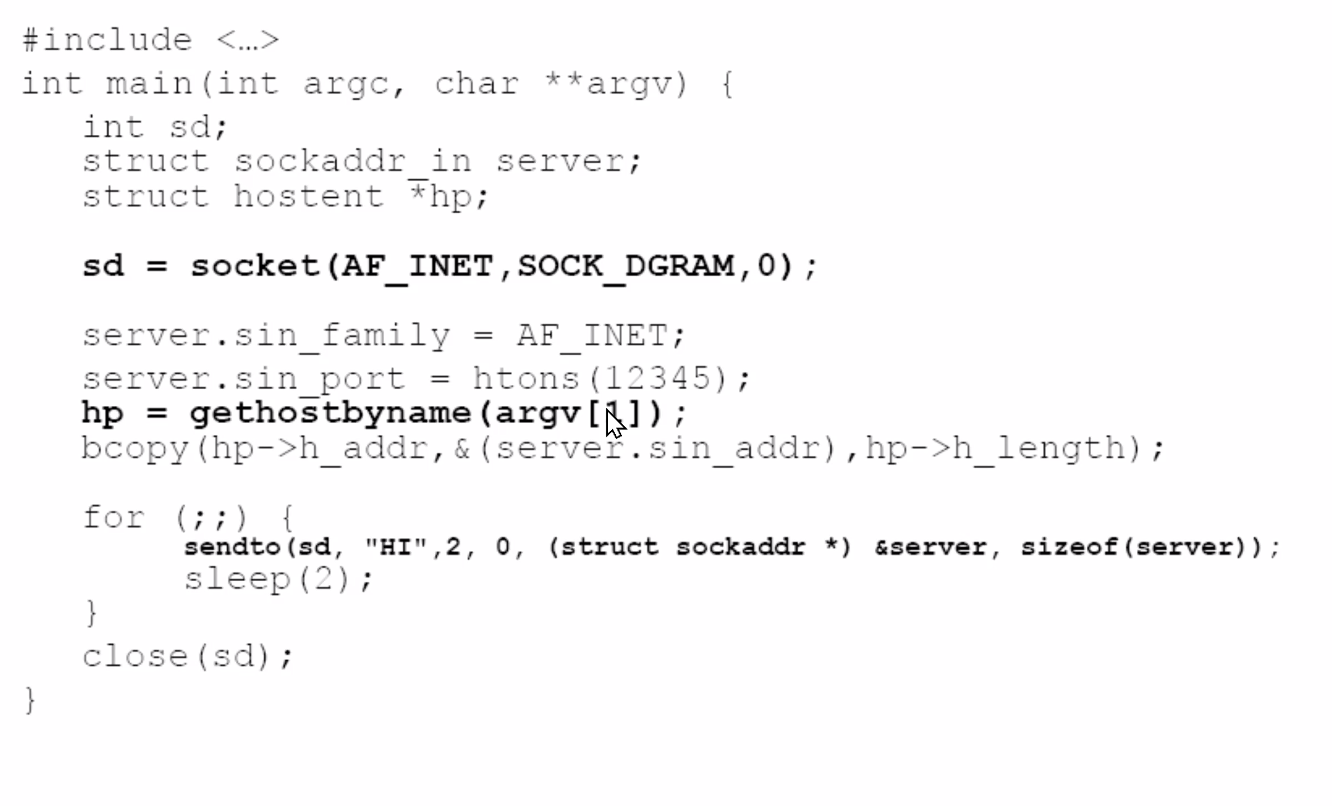 #include <…>
int main(int argc, char **argv) {
int sd;
struct sockaddr_in server;
struct hostent *hp;
sd = socket(AF_INET,SOCK_DGRAM,0);
server.sin_family = AF_INET;
server.sin_port = htons(12345);
hp = gethostbyname(argv[1]);
bcopy(hp->h_addr,&(server.sin_addr),hp->h_length);
for (;;) {
sendto(sd, "HI",2, 0, (struct sockaddr *) &server, sizeof(server));
sleep(2);
}
close(sd);
}